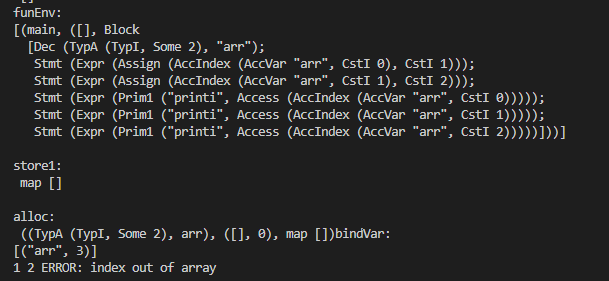 funEnv:
[(main, ([], Block
[Dec (TypA (TypI, Some 2), "arr");
Stmt (Expr (Assign (AccIndex (AccVar "arr", CstI 0), CstI 1)));
Stmt (Expr (Assign (AccIndex (AccVar "arr", CstI 1), CstI 2)));
Stmt (Expr (Prim1 ("printi", Access (AccIndex (AccVar "arr", CstI 0)))));
Stmt (Expr (Prim1 ("printi", Access (AccIndex (AccVar "arr", CstI 1)))));
Stmt (Expr (Prim1 ("printi", Access (AccIndex (AccVar "arr", CstI 2)))))]))]
store1:
map []
alloc:
((TypA (TypI, Some 2), arr), ([], 0), map [])bindVar:
[("arr", 3)]
1 2 ERROR: index out of array